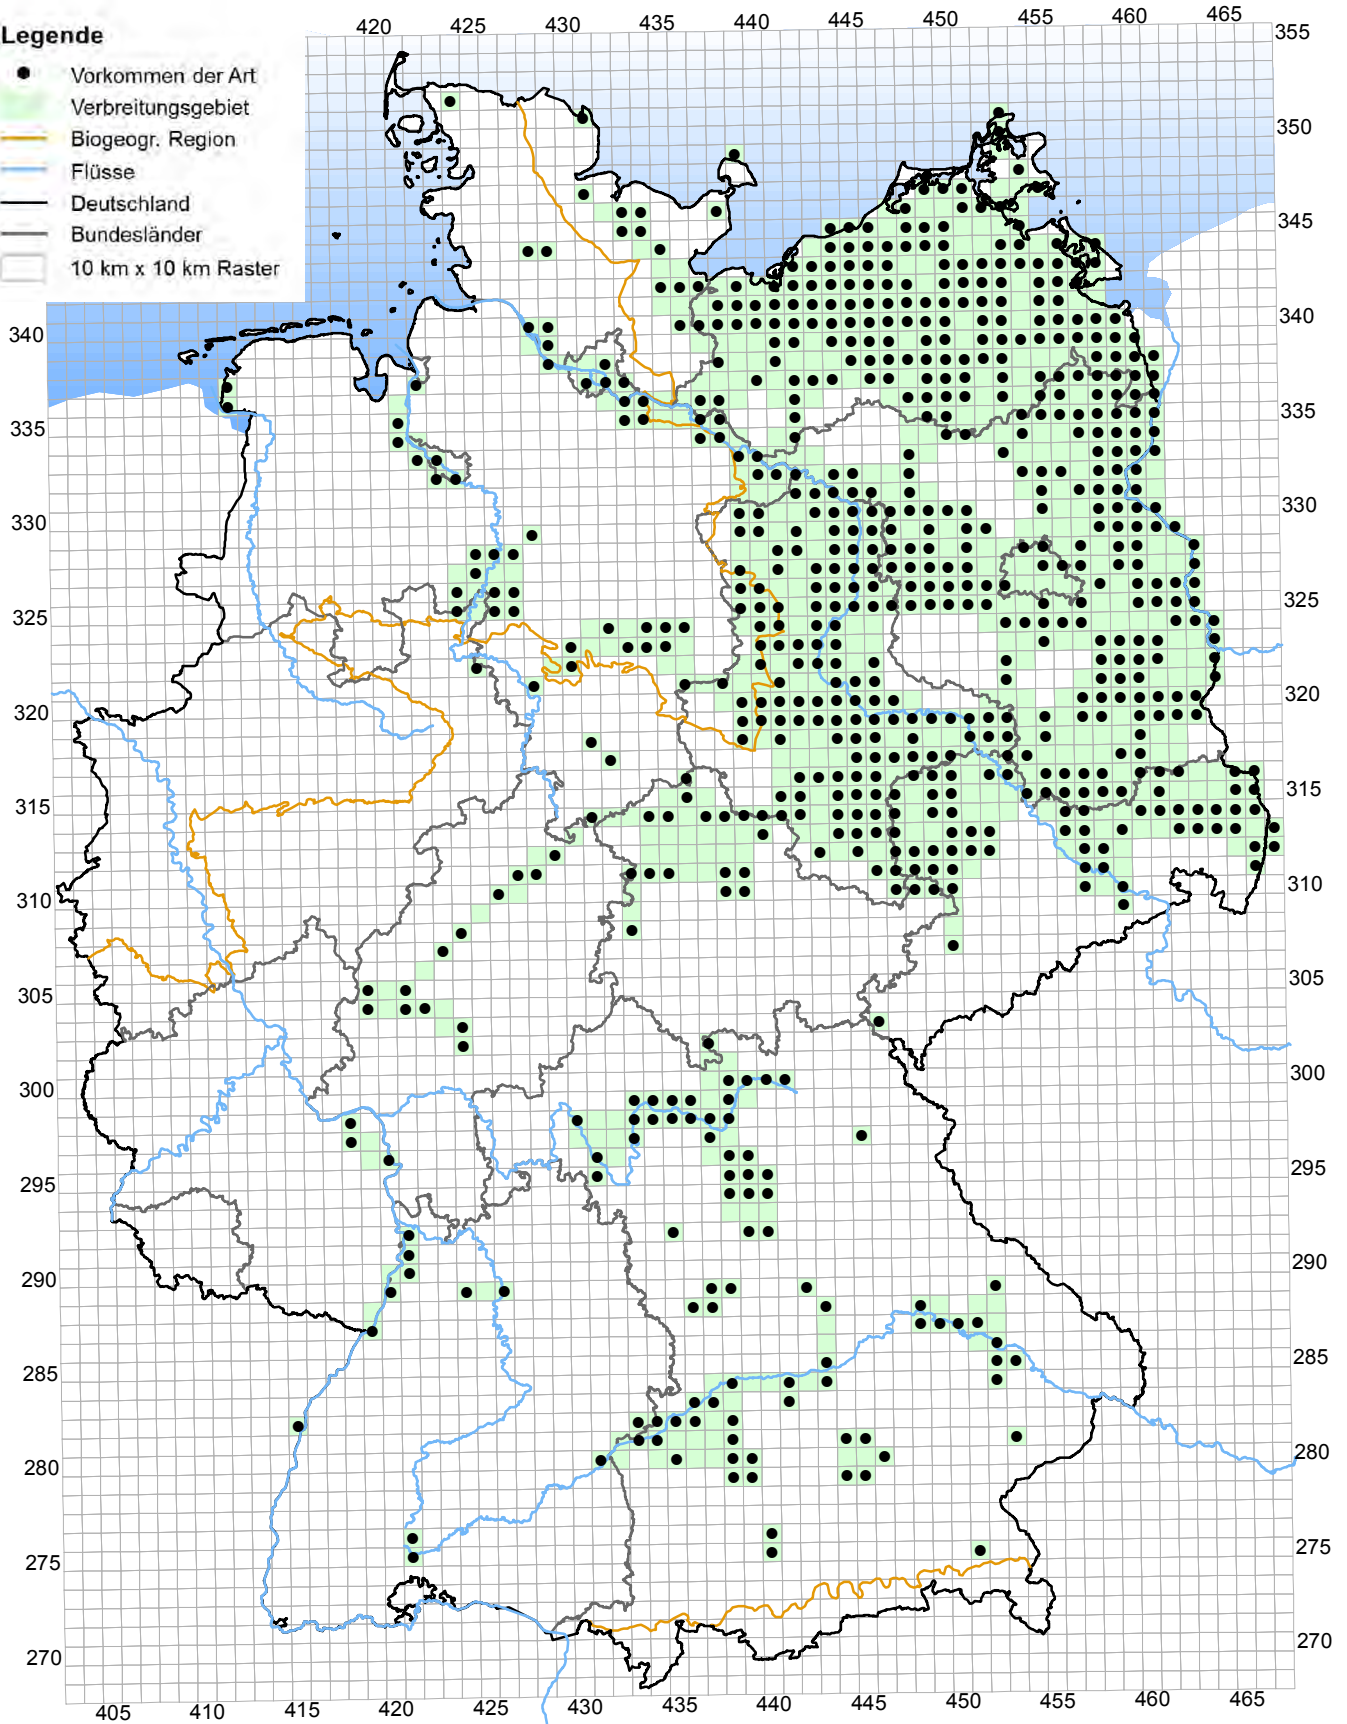 420 425 430 435 440 445 450 455 460 465
355
Legende
Vorkommen der Art
Verbreitungsgebiet
Biogeogr. Region
Flüsse
Deutschland
Bundesländer
10 km x 10 km Raster
350
345
340 340
335 335
330 330
325 325
320 320
315 315
310 310
305 305
300 300
295 295
290 290
285 285
280 280
275 275
270 270
405 410 415 420 425 430 435 440 445 450 455 460 465